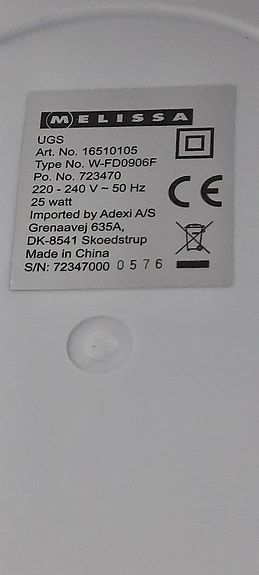 MELISSA
UGS
Art. No. 16510105
Type No. W-FD0906F
Po. No. 723470
220 - 240 V ~ 50 Hz
25 watt
Imported by Adexi A/S
Grenaavej 635A,
DK-8541 Skoedstrup
Made in China
S/N: 72347000 0576
CE